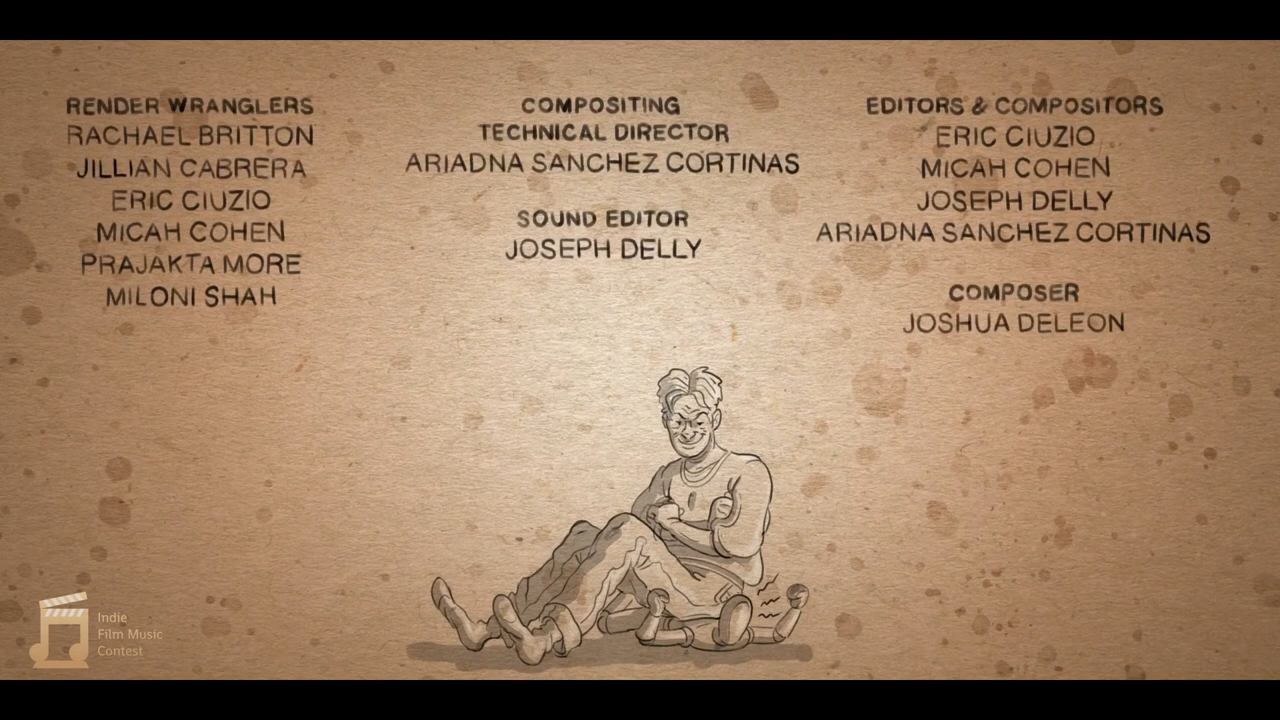 RENDER WRANGLERS
RACHAEL BRITTON
JILLIAN CABRERA
ERIC CIUZIO
MICAH COHEN
PRAJAKTA MORE
MILONI SHAH
COMPOSITING
TECHNICAL DIRECTOR
ARIADNA SANCHEZ CORTINAS
SOUND EDITOR
JOSEPH DELLY
EDITORS & COMPOSITORS
ERIC CIUZIO
MICAH COHEN
JOSEPH DELLY
ARIADNA SANCHEZ CORTINAS
COMPOSER
JOSHUA DELEON
Indie
Film Music
Contest